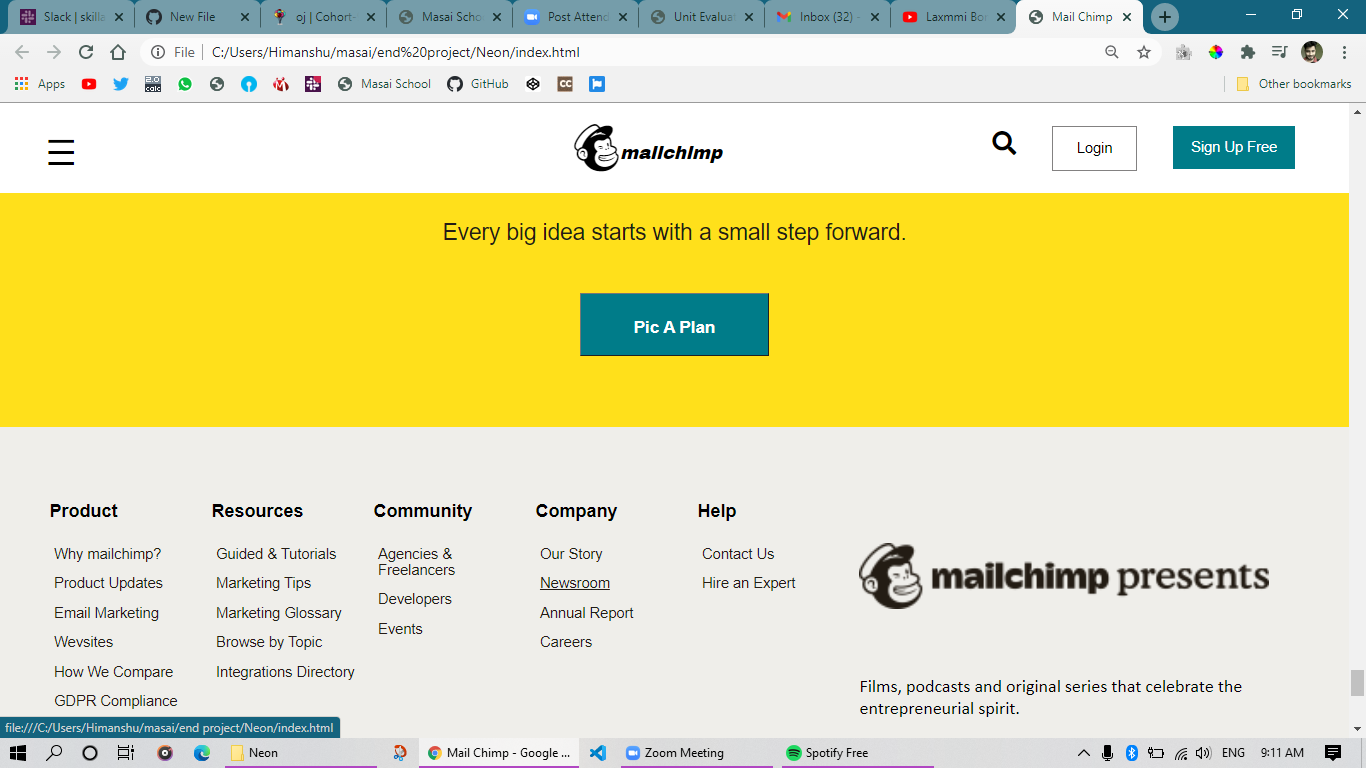 Slack | skilla
New File
oj | Cohort-
Masai Scho
Post Attend
Unit Evaluat
Inbox (32) -
Laxmmi Bo
Mail Chimp
File
C:/Users/Himanshu/masai/end%20project/Neon/index.html
Apps
Masai School
GitHub
CC
Other bookmarks
mailchimp
Login
Sign Up Free
Every big idea starts with a small step forward.
Pic A Plan
Product
Why mailchimp?
Product Updates
Email Marketing
Wevsites
How We Compare
GDPR Compliance
Resources
Guided & Tutorials
Marketing Tips
Marketing Glossary
Browse by Topic
Integrations Directory
Community
Agencies &
Freelancers
Developers
Events
Company
Our Story
Newsroom
Annual Report
Careers
Help
Contact Us
Hire an Expert
mailchimp presents
Films, podcasts and original series that celebrate the
entrepreneurial spirit.
file:///C:/Users/Himanshu/masai/end project/Neon/index.html
Neon
Mail Chimp - Google ...
Zoom Meeting
Spotify Free
ENG
9:11 AM